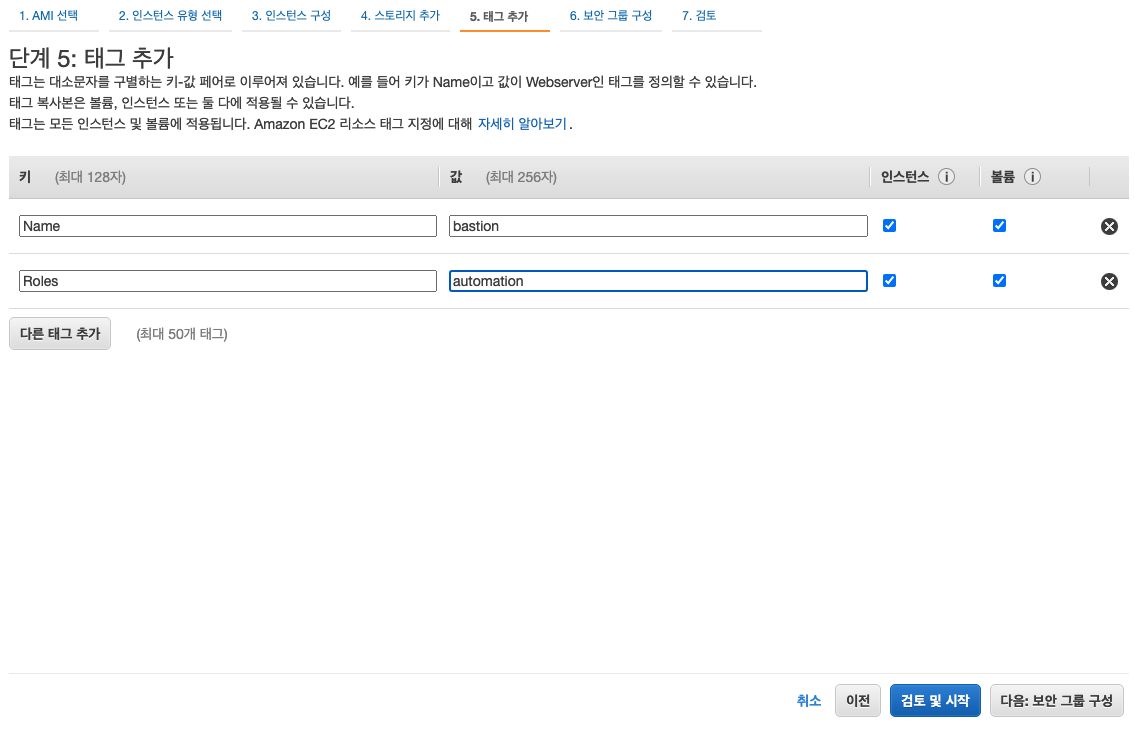 1. AMI 선택 2. 인스턴스 유형 선택 3. 인스턴스 구성 4. 스토리지 추가 5. 태그 추가 6. 보안 그룹 구성 7. 검토
단계 5: 태그 추가
태그는 대소문자를 구별하는 키-값 페어로 이루어져 있습니다. 예를 들어 키가 Name이고 값이 Webserver인 태그를 정의할 수 있습니다.
태그 복사본은 볼륨, 인스턴스 또는 둘 다에 적용될 수 있습니다.
태그는 모든 인스턴스 및 볼륨에 적용됩니다. Amazon EC2 리소스 태그 지정에 대해 자세히 알아보기.
키 (최대 128자) 값 (최대 256자) 인스턴스 i 볼륨 i
Name bastion
Roles automation
다른 태그 추가 (최대 50개 태그)
취소 이전 검토 및 시작 다음: 보안 그룹 구성